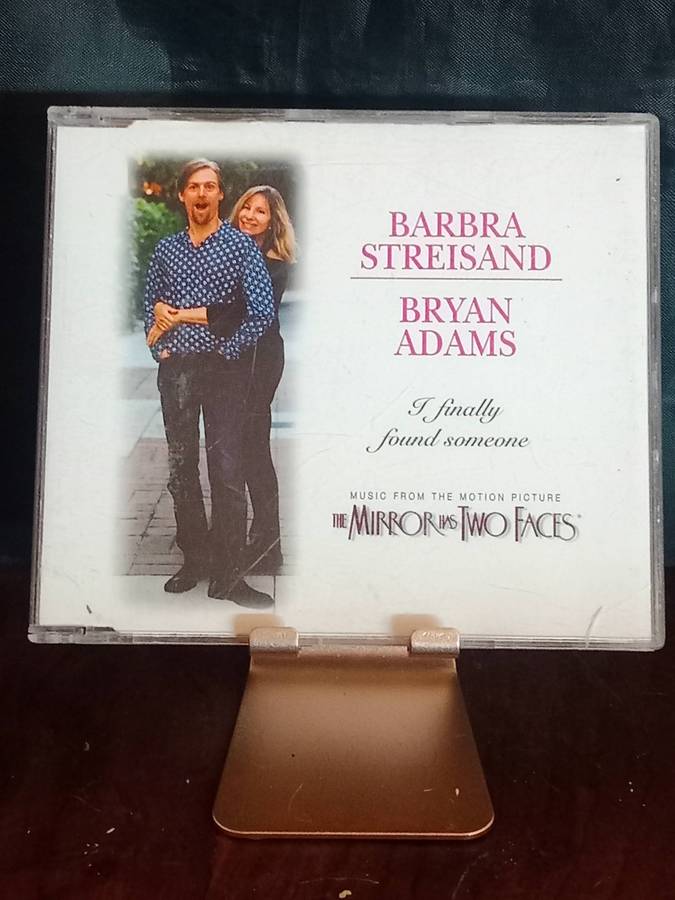 BARBRA
STREISAND
BRYAN
ADAMS
I finally
found someone
MUSIC FROM THE MOTION PICTURE
THE MIRROR HAS TWO FACES